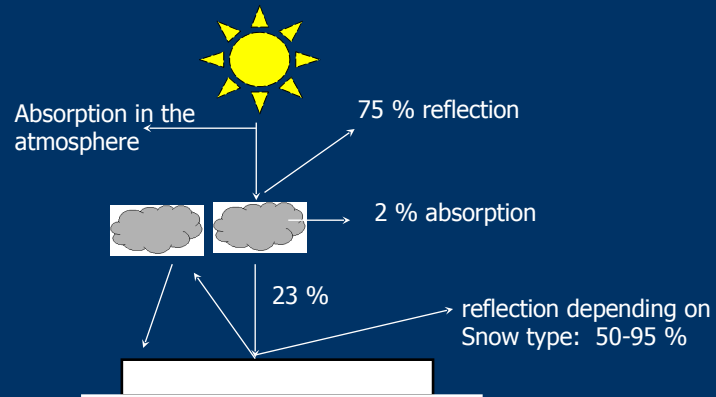 Absorption in the
atmosphere
75 % reflection
2 % absorption
23 %
reflection depending on
Snow type: 50-95 %